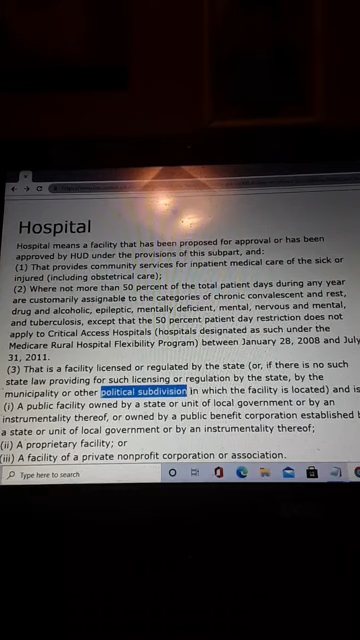 Hospital
Hospital means a facility that has been proposed for approval or has been
approved by HUD under the provisions of this subpart, and:
(1) That provides community services for inpatient medical care of the sick or
injured (including obstetrical care);
(2) Where not more than 50 percent of the total patient days during any year
are customarily assignable to the categories of chronic convalescent and rest,
drug and alcoholic, epileptic, mentally deficient, mental, nervous and mental,
and tuberculosis, except that the 50 percent patient day restriction does not
apply to Critical Access Hospitals (hospitals designated as such under the
Medicare Rural Hospital Flexibility Program) between January 28, 2008 and July
31, 2011.
(3) That is a facility licensed or regulated by the state (or, if there is no such
state law providing for such licensing or regulation by the state, by the
municipality or other political subdivision in which the facility is located) and is
(i) A public facility owned by a state or unit of local government or by an
instrumentality thereof, or owned by a public benefit corporation established b
a state or unit of local government or by an instrumentality thereof;
(ii) A proprietary facility; or
(iii) A facility of a private nonprofit corporation or association.
Type here to search